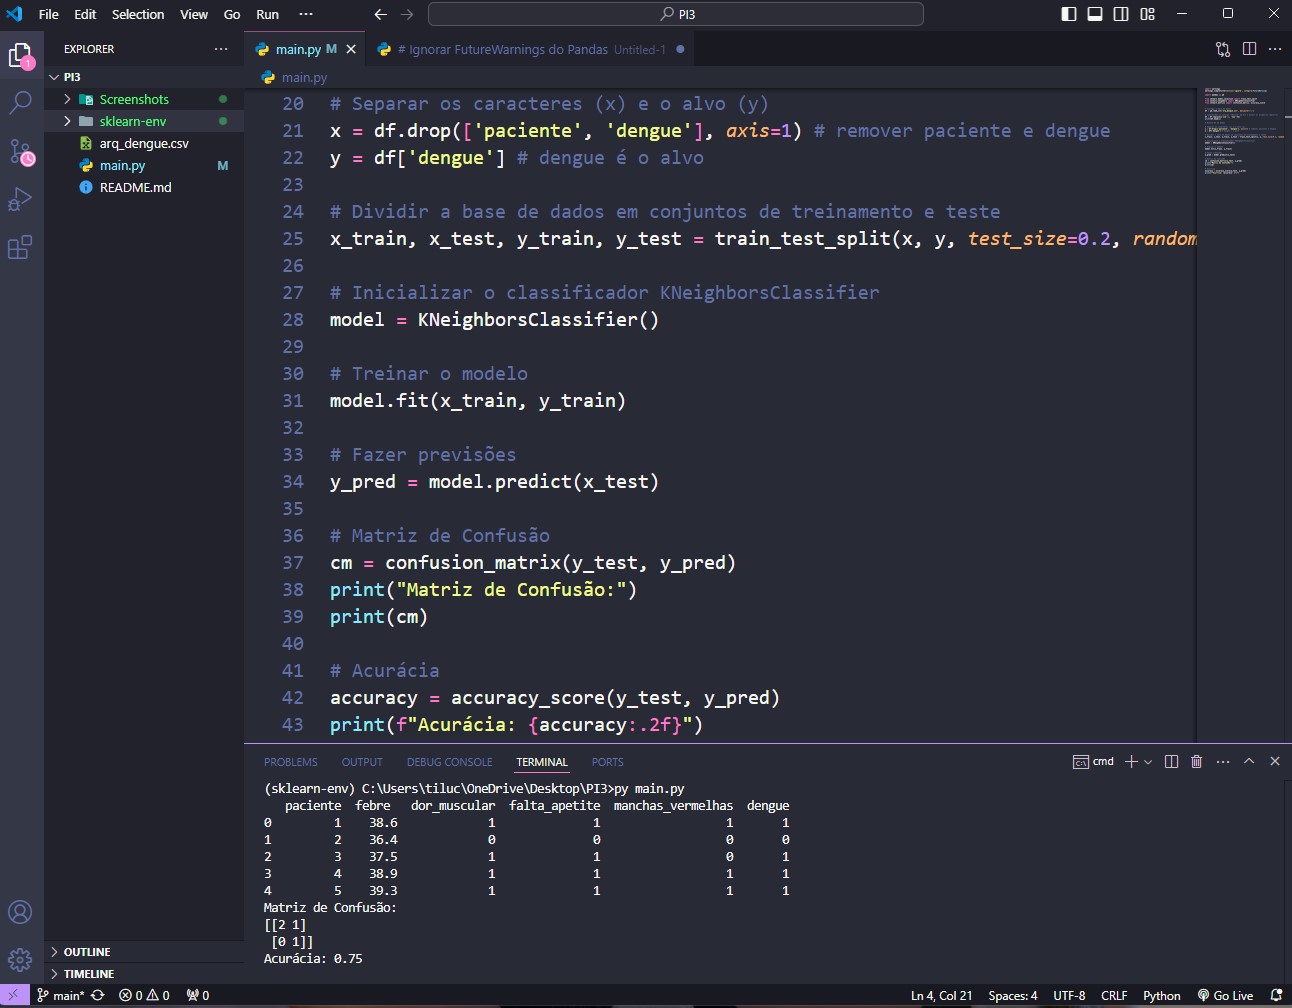 File Edit Selection View Go Run ··· PI3
EXPLORER ···
PI3
Screenshots
sklearn-env
arq_dengue.csv
main.py M
README.md
OUTLINE
TIMELINE
main.py M # Ignorar FutureWarnings do Pandas Untitled-1
main.py
20 # Separar os caracteres (x) e o alvo (y)
21 x = df.drop(['paciente', 'dengue'], axis=1) # remover paciente e dengue
22 y = df['dengue'] # dengue é o alvo
23
24 # Dividir a base de dados em conjuntos de treinamento e teste
25 x_train, x_test, y_train, y_test = train_test_split(x, y, test_size=0.2, random
26
27 # Inicializar o classificador KNeighborsClassifier
28 model = KNeighborsClassifier()
29
30 # Treinar o modelo
31 model.fit(x_train, y_train)
32
33 # Fazer previsões
34 y_pred = model.predict(x_test)
35
36 # Matriz de Confusão
37 cm = confusion_matrix(y_test, y_pred)
38 print("Matriz de Confusão:")
39 print(cm)
40
41 # Acurácia
42 accuracy = accuracy_score(y_test, y_pred)
43 print(f"Acurácia: {accuracy:.2f}")
PROBLEMS OUTPUT DEBUG CONSOLE TERMINAL PORTS cmd
(sklearn-env) C:\Users\tiluc\OneDrive\Desktop\PI3>py main.py
paciente febre dor_muscular falta_apetite manchas_vermelhas dengue
0 1 38.6 1 1 1 1
1 2 36.4 0 0 0 0
2 3 37.5 1 1 0 1
3 4 38.9 1 1 1 1
4 5 39.3 1 1 1 1
Matriz de Confusão:
[[2 1]
[0 1]]
Acurácia: 0.75
main* 0 0 0 Ln 4, Col 21 Spaces: 4 UTF-8 CRLF Python Go Live